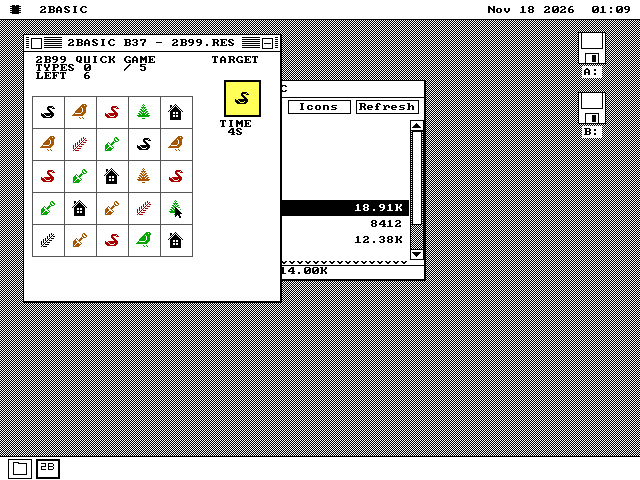 2BASIC
Nov 18 2026 01:09
2BASIC B37 - 2B99.RES
2B99 QUICK GAME
TYPES 0 / 5
LEFT 6
TARGET
TIME
4S
C
Icons
Refresh
18.91K
8412
12.38K
14.00K
A:
B:
2B